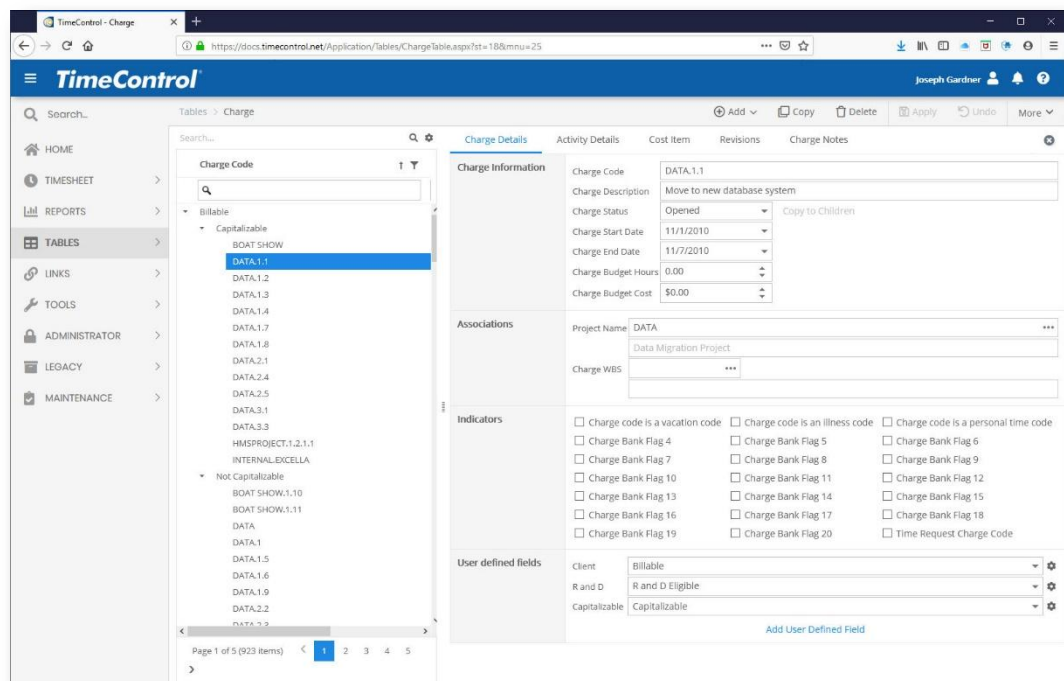 TimeControl - Charge
https://docs.timecontrol.net/Application/Tables/ChargeTable.aspx?st=18&mnu=25
TimeControl
Joseph Gardner
Search...
Tables > Charge
Add
Copy
Delete
Apply
Undo
More
HOME
TIMESHEET
REPORTS
TABLES
LINKS
TOOLS
ADMINISTRATOR
LEGACY
MAINTENANCE
Search...
Charge Code
Billable
Capitalizable
BOAT SHOW
DATA.1.1
DATA.1.2
DATA.1.3
DATA.1.4
DATA.1.7
DATA.1.8
DATA.2.1
DATA.2.4
DATA.2.5
DATA.3.1
DATA.3.3
HMSPROJECT.1.2.1.1
INTERNAL.EXCELLA
Not Capitalizable
BOAT SHOW.1.10
BOAT SHOW.1.11
DATA
DATA.1
DATA.1.5
DATA.1.6
DATA.1.9
DATA.2.2
DATA.2.3
Page 1 of 5 (923 items) < 1 2 3 4 5
>
Charge Details Activity Details Cost Item Revisions Charge Notes
Charge Information
Charge Code DATA.1.1
Charge Description Move to new database system
Charge Status Opened Copy to Children
Charge Start Date 11/1/2010
Charge End Date 11/7/2010
Charge Budget Hours 0.00
Charge Budget Cost $0.00
Associations
Project Name DATA
Data Migration Project
Charge WBS
Indicators
Charge code is a vacation code Charge code is an illness code Charge code is a personal time code
Charge Bank Flag 4 Charge Bank Flag 5 Charge Bank Flag 6
Charge Bank Flag 7 Charge Bank Flag 8 Charge Bank Flag 9
Charge Bank Flag 10 Charge Bank Flag 11 Charge Bank Flag 12
Charge Bank Flag 13 Charge Bank Flag 14 Charge Bank Flag 15
Charge Bank Flag 16 Charge Bank Flag 17 Charge Bank Flag 18
Charge Bank Flag 19 Charge Bank Flag 20 Time Request Charge Code
User defined fields
Client Billable
R and D R and D Eligible
Capitalizable Capitalizable
Add User Defined Field